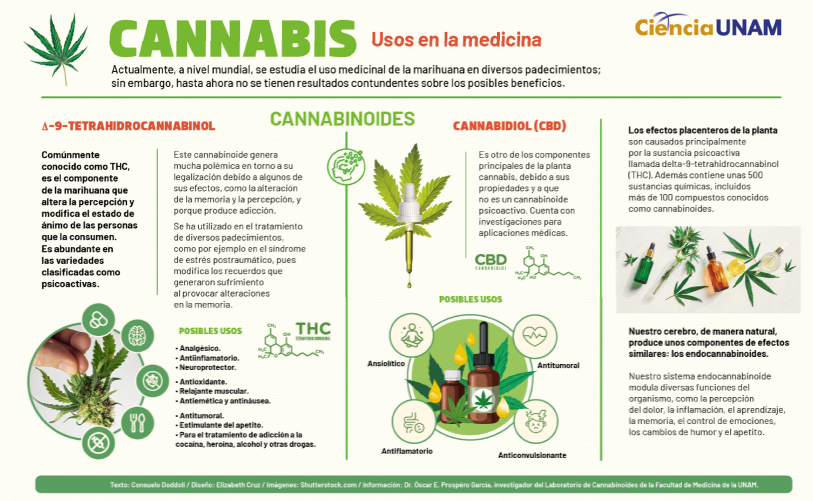 CANNABIS Usos en la medicina
CienciaUNAM
Actualmente, a nivel mundial, se estudia el uso medicinal de la marihuana en diversos padecimientos;
sin embargo, hasta ahora no se tienen resultados contundentes sobre los posibles beneficios.
CANNABINOIDES
Δ-9-TETRAHIDROCANNABINOL
Comúnmente
conocido como THC,
es el componente
de la marihuana que
altera la percepción y
modifica el estado de
ánimo de las personas
que la consumen.
Es abundante en
las variedades
clasificadas como
psicoactivas.
Este cannabinoide genera
mucha polémica en torno a su
legalización debido a algunos de
sus efectos, como la alteración
de la memoria y la percepción, y
porque produce adicción.
Se ha utilizado en el tratamiento
de diversos padecimientos,
como por ejemplo en el síndrome
de estrés postraumático, pues
modifica los recuerdos que
generaron sufrimiento
al provocar alteraciones
en la memoria.
POSIBLES USOS
• Analgésico.
• Antiinflamatorio.
• Neuroprotector.
• Antioxidante.
• Relajante muscular.
• Antiemética y antináusea.
• Antitumoral.
• Estimulante del apetito.
• Para el tratamiento de adicción a la
cocaína, heroína, alcohol y otras drogas.
THC
CANNABIDIOL (CBD)
Es otro de los componentes
principales de la planta
cannabis, debido a sus
propiedades y a que
no es un cannabinoide
psicoactivo. Cuenta con
investigaciones para
aplicaciones médicas.
CBD
CANNABIDIOL
POSIBLES USOS
Ansiolítico
Antitumoral
Antiflamatorio
Anticonvulsionante
Los efectos placenteros de la planta
son causados principalmente
por la sustancia psicoactiva
llamada delta-9-tetrahidrocannabinol
(THC). Además contiene unas 500
sustancias químicas, incluidos
más de 100 compuestos conocidos
como cannabinoides.
Nuestro cerebro, de manera natural,
produce unos componentes de efectos
similares: los endocannabinoides.
Nuestro sistema endocannabinoide
modula diversas funciones del
organismo, como la percepción
del dolor, la inflamación, el aprendizaje,
la memoria, el control de emociones,
los cambios de humor y el apetito.
Texto: Consuelo Doddoli / Diseño: Elizabeth Cruz / Imágenes: Shutterstock.com / Información: Dr. Óscar E. Prospéro García, investigador del Laboratorio de Cannabinoides de la Facultad de Medicina de la UNAM.